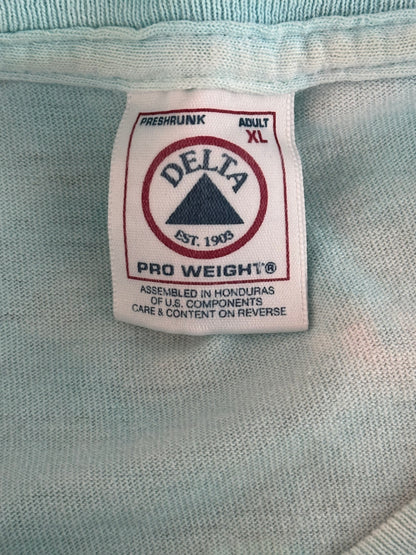 PRESHRUNK ADULT
XL
DELTA
EST. 1903
PRO WEIGHT®
ASSEMBLED IN HONDURAS
OF U.S. COMPONENTS
CARE & CONTENT ON REVERSE